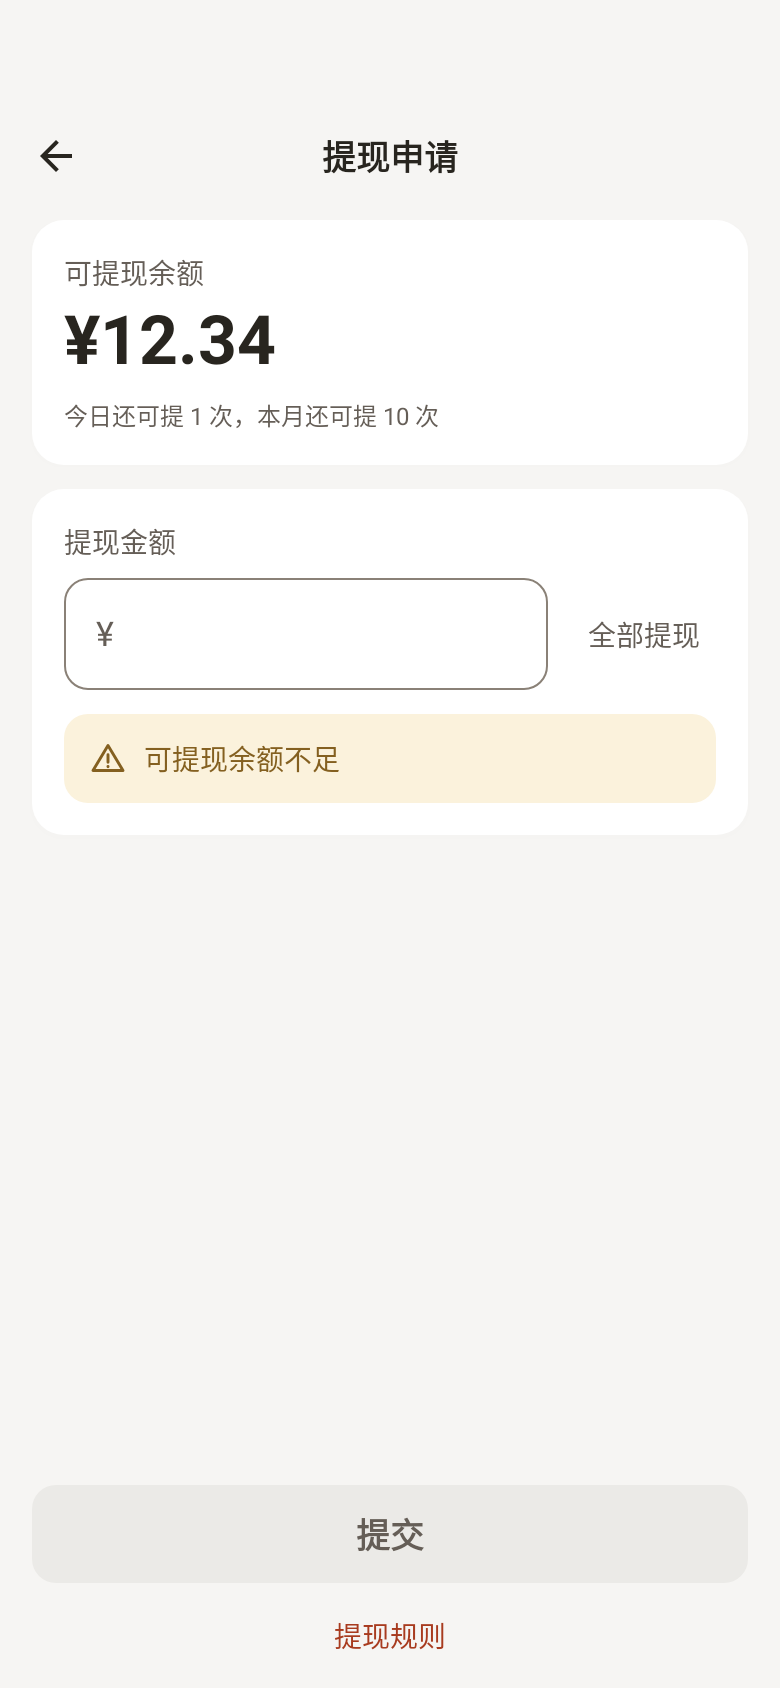 提现申请
可提现余额
¥12.34
今日还可提 1 次，本月还可提 10 次
提现金额
¥
全部提现
可提现余额不足
提交
提现规则